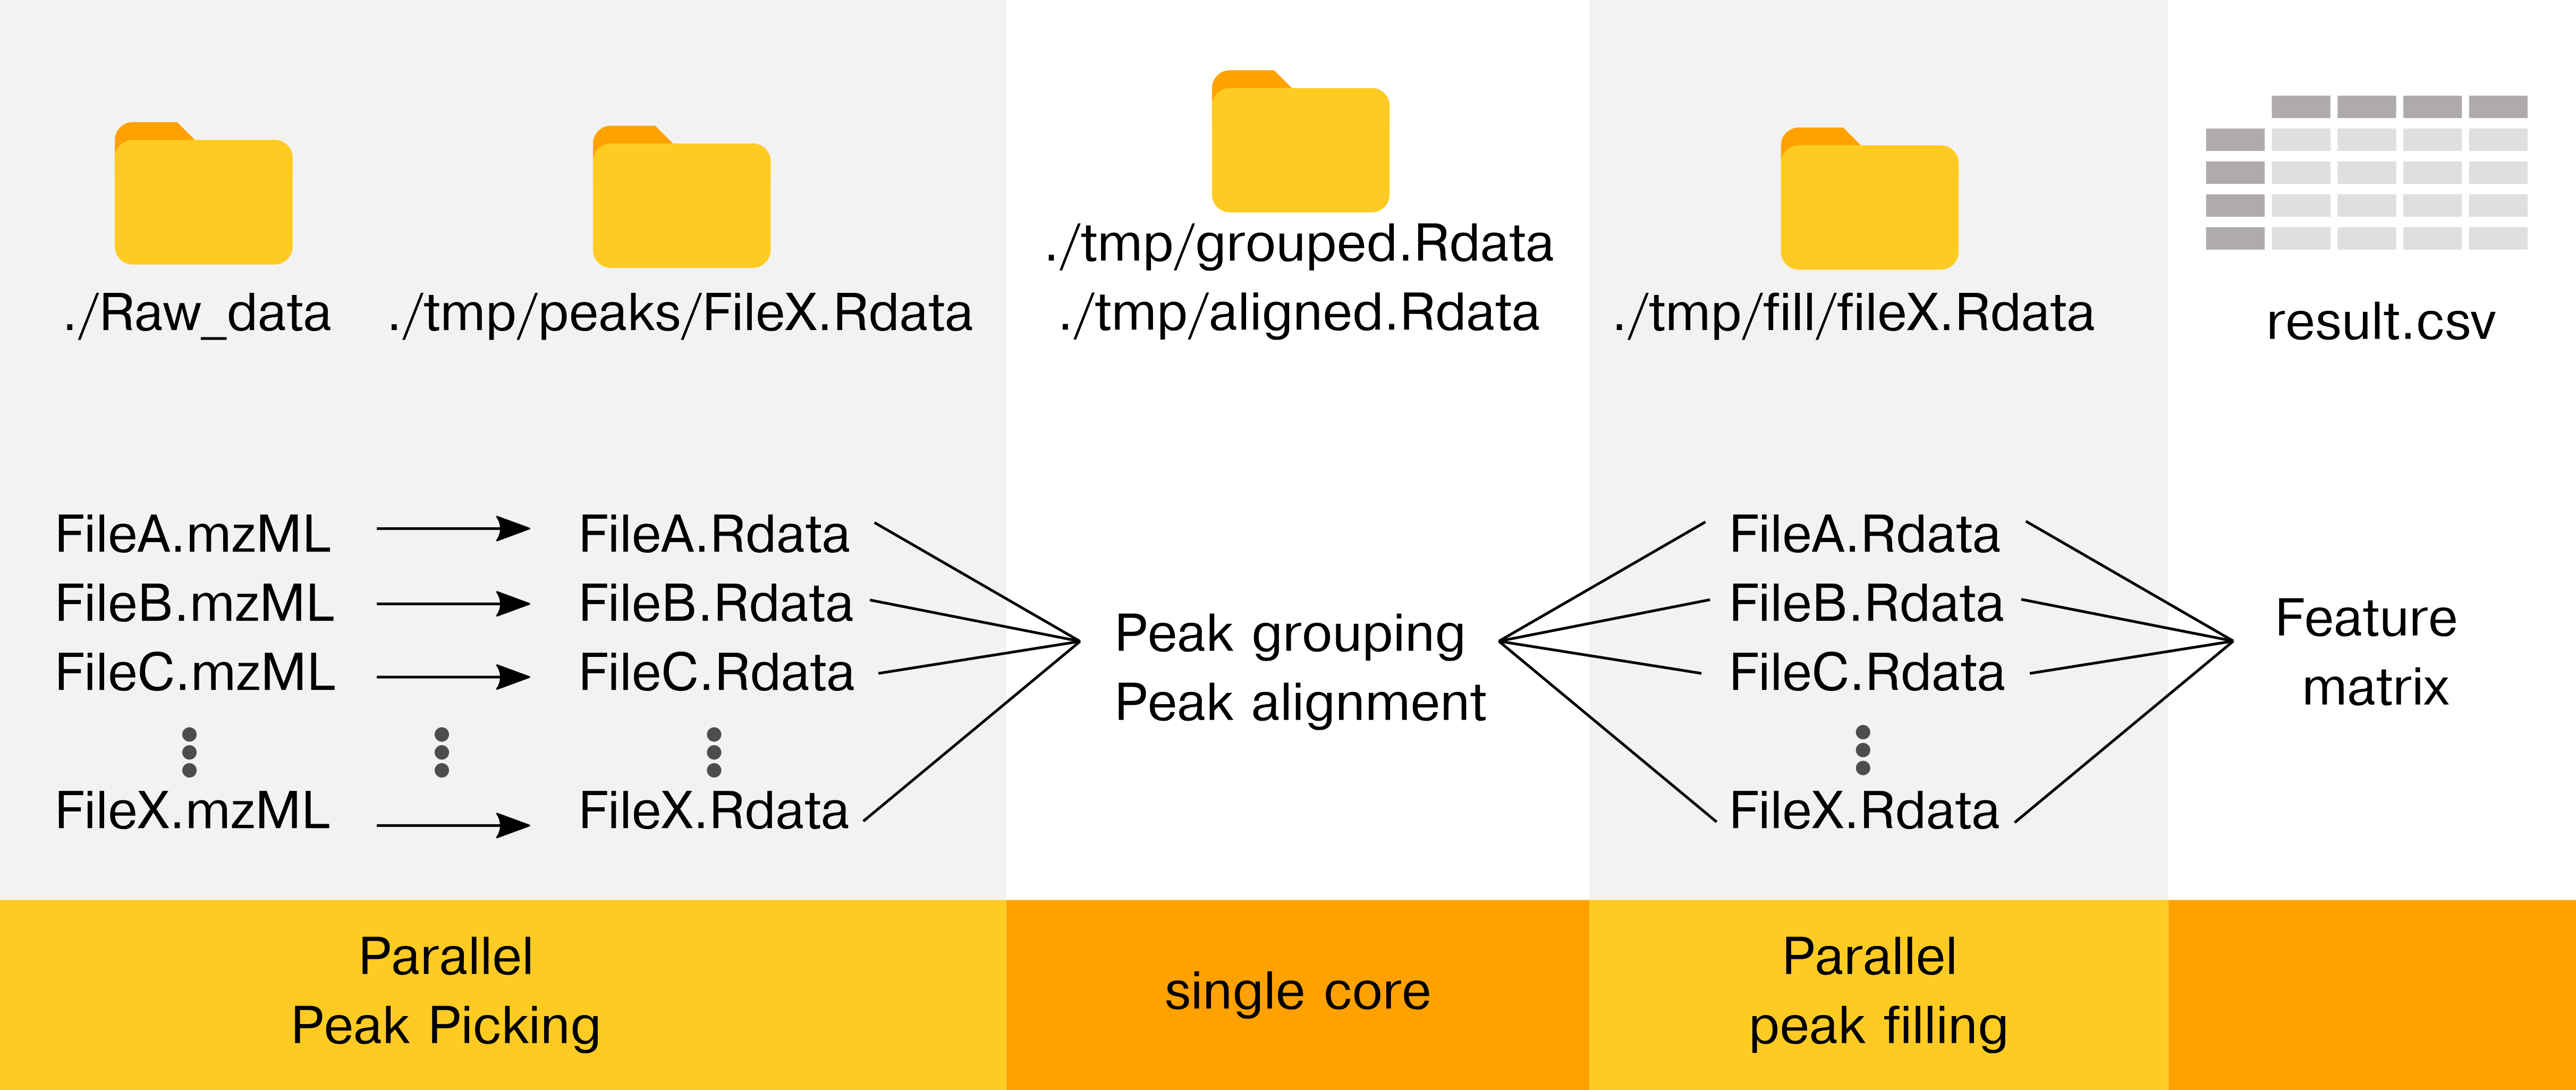 ./Raw_data
./tmp/peaks/FileX.Rdata
./tmp/grouped.Rdata
./tmp/aligned.Rdata
./tmp/fill/fileX.Rdata
result.csv
FileA.mzML
FileB.mzML
FileC.mzML
FileX.mzML
FileA.Rdata
FileB.Rdata
FileC.Rdata
FileX.Rdata
Peak grouping
Peak alignment
FileA.Rdata
FileB.Rdata
FileC.Rdata
FileX.Rdata
Feature
matrix
Parallel
Peak Picking
single core
Parallel
peak filling